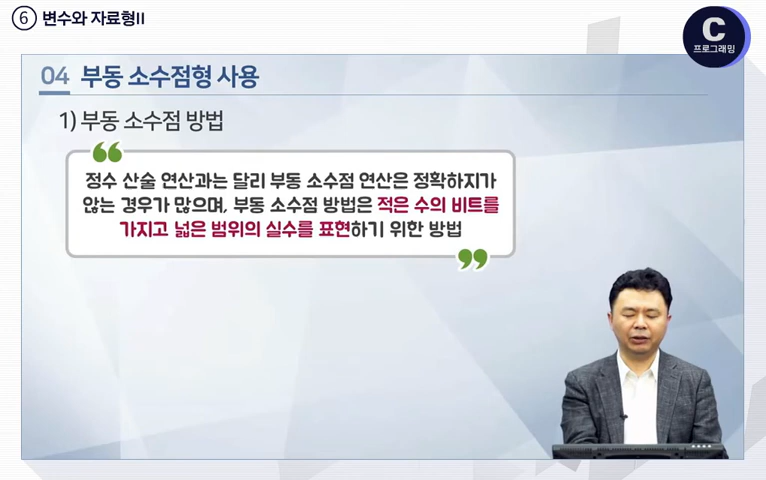 ⑥ 변수와 자료형II
C
프로그래밍
04 부동 소수점형 사용
1) 부동 소수점 방법
정수 산술 연산과는 달리 부동 소수점 연산은 정확하지가
않는 경우가 많으며, 부동 소수점 방법은 적은 수의 비트를
가지고 넓은 범위의 실수를 표현하기 위한 방법